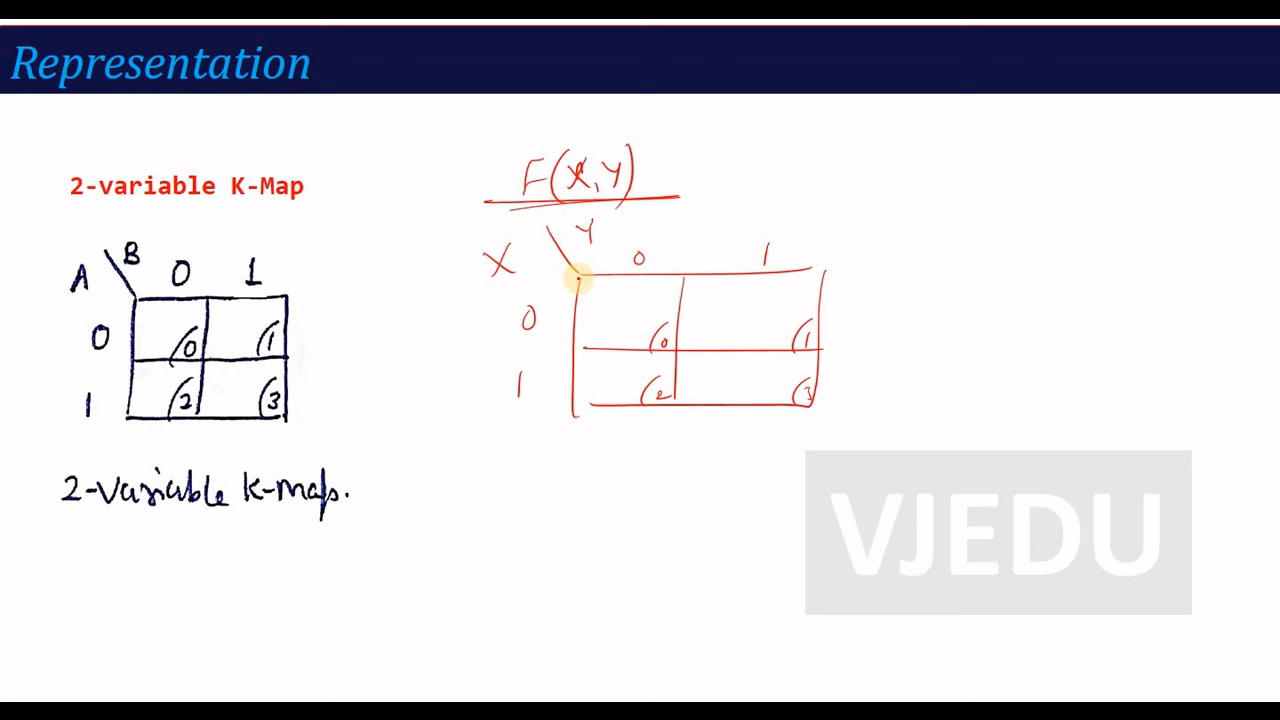 Representation
2-variable K-Map
A B 0 1
0 0 1
1 2 3
2-Variable K-Map.
F(X,Y)
X Y 0 1
0 0 1
1 2 3
VJEDU